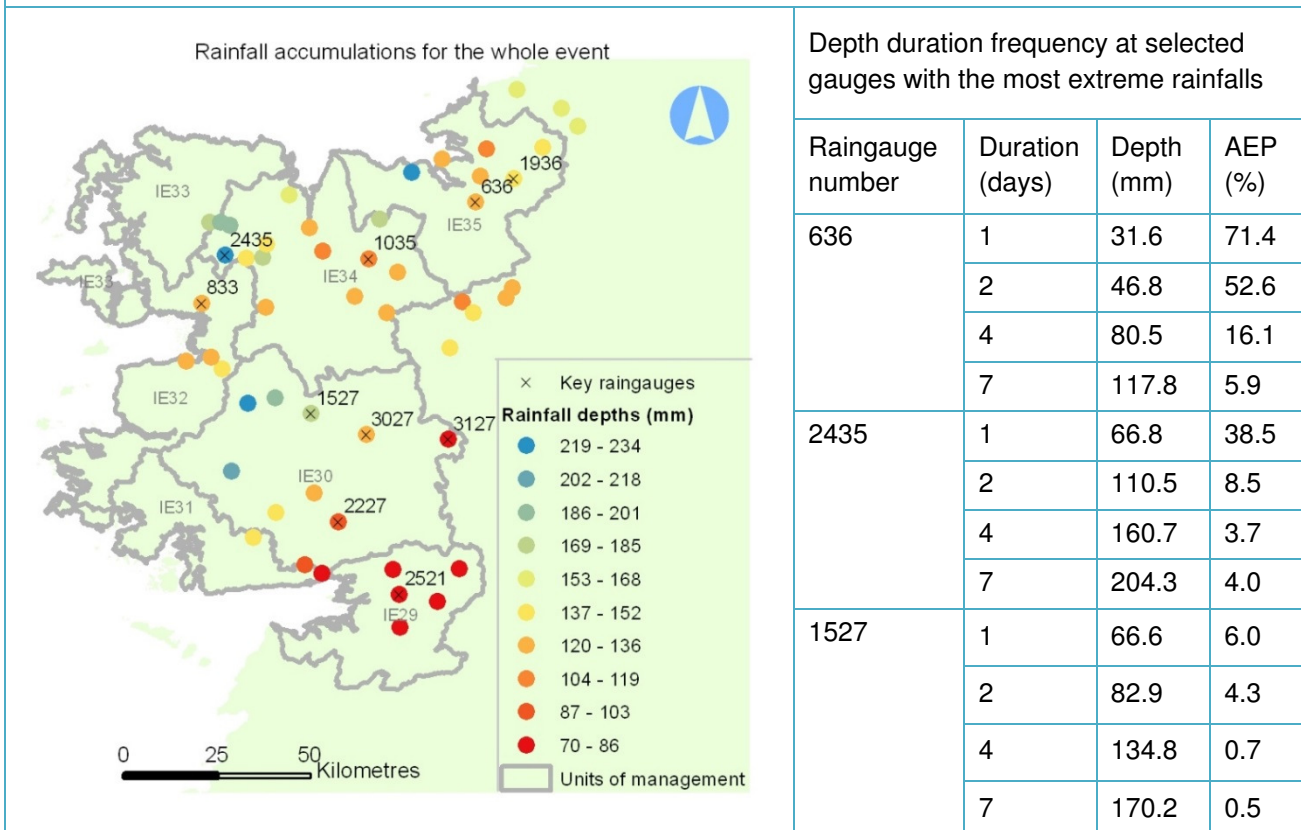 Rainfall accumulations for the whole event
IE33
2435
IE33
833
IE34
1035
636
1936
IE35
IE32
1527
3027
3127
IE30
IE31
2227
2521
IE29
× Key raingauges
Rainfall depths (mm)
219 - 234
202 - 218
186 - 201
169 - 185
153 - 168
137 - 152
120 - 136
104 - 119
87 - 103
70 - 86
Units of management
0 25 50
Kilometres
Depth duration frequency at selected
gauges with the most extreme rainfalls
Raingauge number Duration (days) Depth (mm) AEP (%)
636 1 31.6 71.4
2 46.8 52.6
4 80.5 16.1
7 117.8 5.9
2435 1 66.8 38.5
2 110.5 8.5
4 160.7 3.7
7 204.3 4.0
1527 1 66.6 6.0
2 82.9 4.3
4 134.8 0.7
7 170.2 0.5